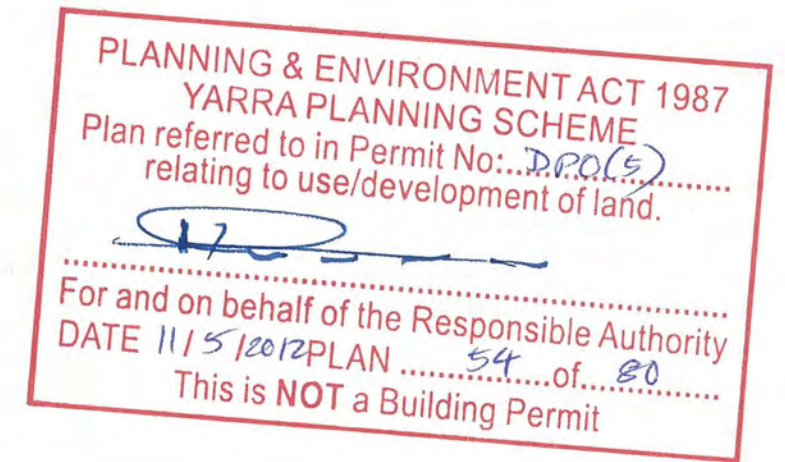 PLANNING & ENVIRONMENT ACT 1987
YARRA PLANNING SCHEME
Plan referred to in Permit No:..DPO(5)..........
relating to use/development of land.
For and on behalf of the Responsible Authority
DATE 11/5/2012 PLAN ........54......of....80..........
This is NOT a Building Permit